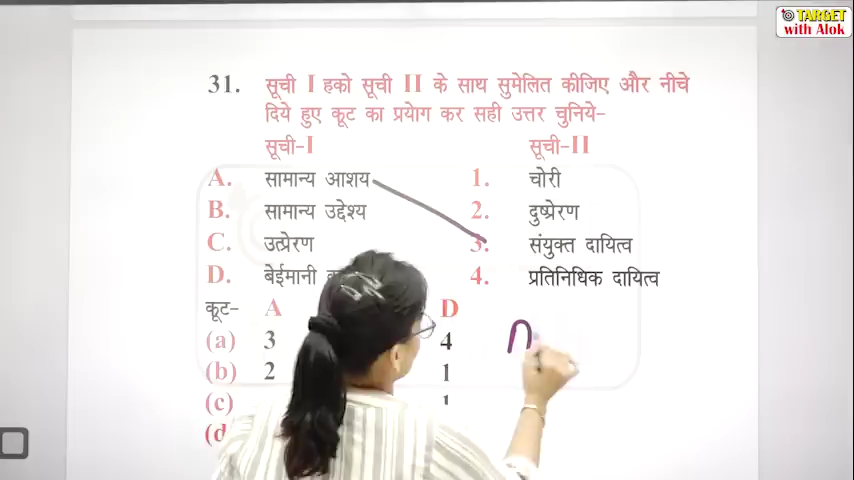 TARGET
with Alok
31. सूची I हको सूची II के साथ सुमेलित कीजिए और नीचे
दिये हुए कूट का प्रयोग कर सही उत्तर चुनिये-
सूची-I सूची-II
A. सामान्य आशय 1. चोरी
B. सामान्य उद्देश्य 2. दुष्प्रेरण
C. उत्प्रेरण 3. संयुक्त दायित्व
D. बेईमानी 4. प्रतिनिधिक दायित्व
कूट- A D
(a) 3 4
(b) 2 1
(c) 1
(d